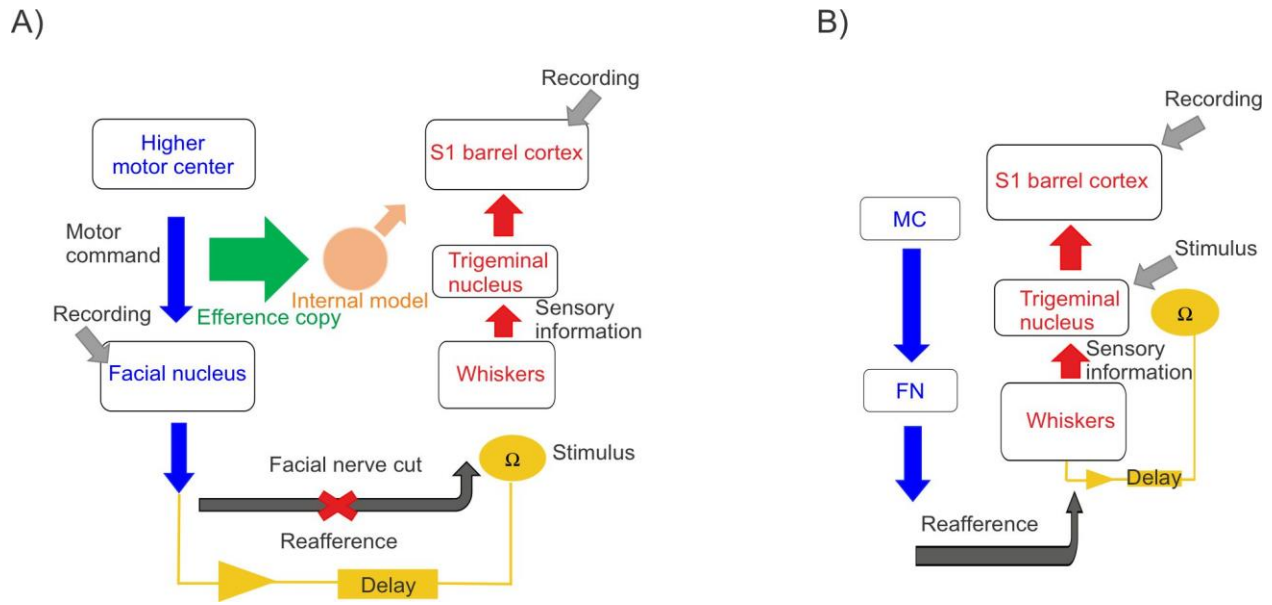 A)
Recording
Higher
motor center
S1 barrel cortex
Motor
command
Trigeminal
nucleus
Internal model
Efference copy
Sensory
information
Recording
Facial nucleus
Whiskers
Facial nerve cut
Ω
Stimulus
Reafference
Delay
B)
Recording
S1 barrel cortex
MC
Stimulus
Trigeminal
nucleus
Ω
Sensory
information
FN
Whiskers
Delay
Reafference